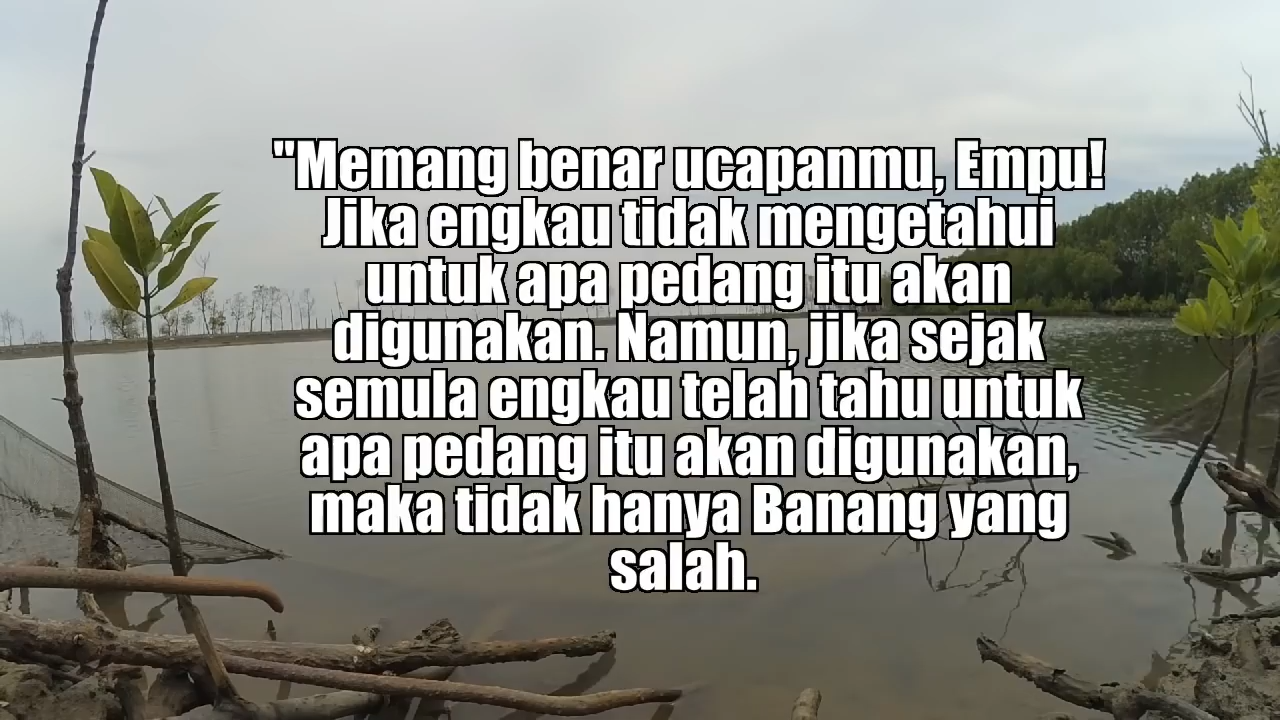 "Memang benar ucapanmu, Empu!
Jika engkau tidak mengetahui
untuk apa pedang itu akan
digunakan. Namun, jika sejak
semula engkau telah tahu untuk
apa pedang itu akan digunakan,
maka tidak hanya Banang yang
salah.